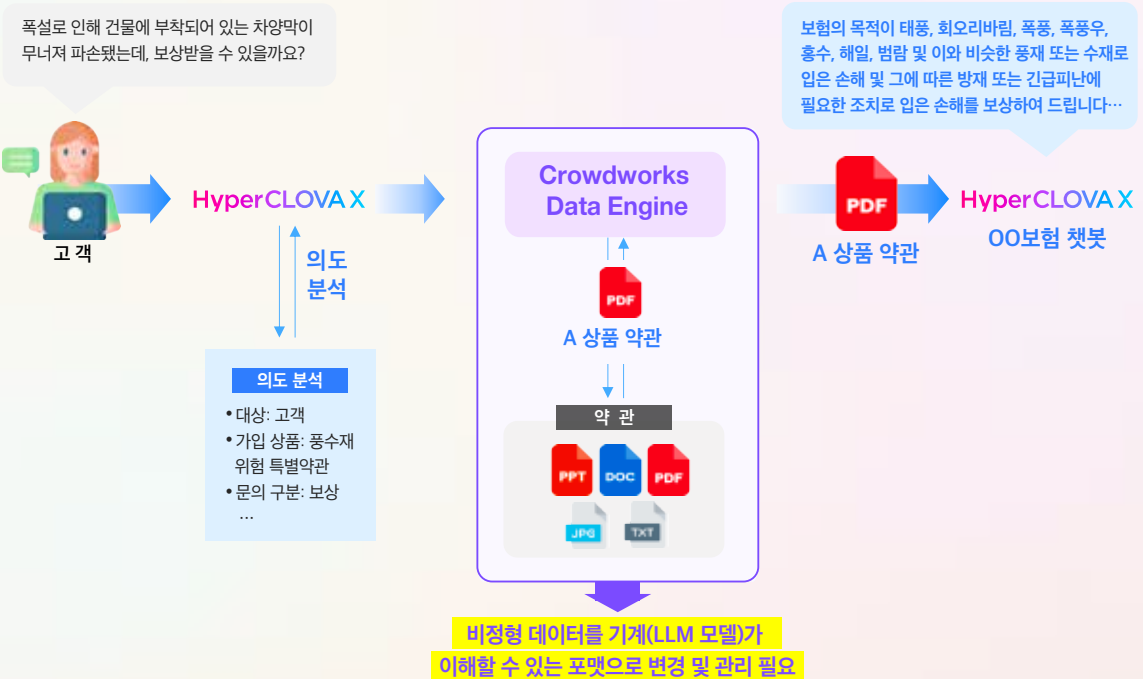 폭설로 인해 건물에 부착되어 있는 차양막이
무너져 파손됐는데, 보상받을 수 있을까요?
보험의 목적이 태풍, 회오리바림, 폭풍, 폭풍우,
홍수, 해일, 범람 및 이와 비슷한 풍재 또는 수재로
입은 손해 및 그에 따른 방재 또는 긴급피난에
필요한 조치로 입은 손해를 보상하여 드립니다…
고객
HyperCLOVA X
의도
분석
의도 분석
• 대상: 고객
• 가입 상품: 풍수재
위험 특별약관
• 문의 구분: 보상
…
Crowdworks
Data Engine
PDF
A 상품 약관
약 관
PPT DOC PDF
JPG TXT
PDF
A 상품 약관
HyperCLOVA X
OO보험 챗봇
비정형 데이터를 기계(LLM 모델)가
이해할 수 있는 포맷으로 변경 및 관리 필요